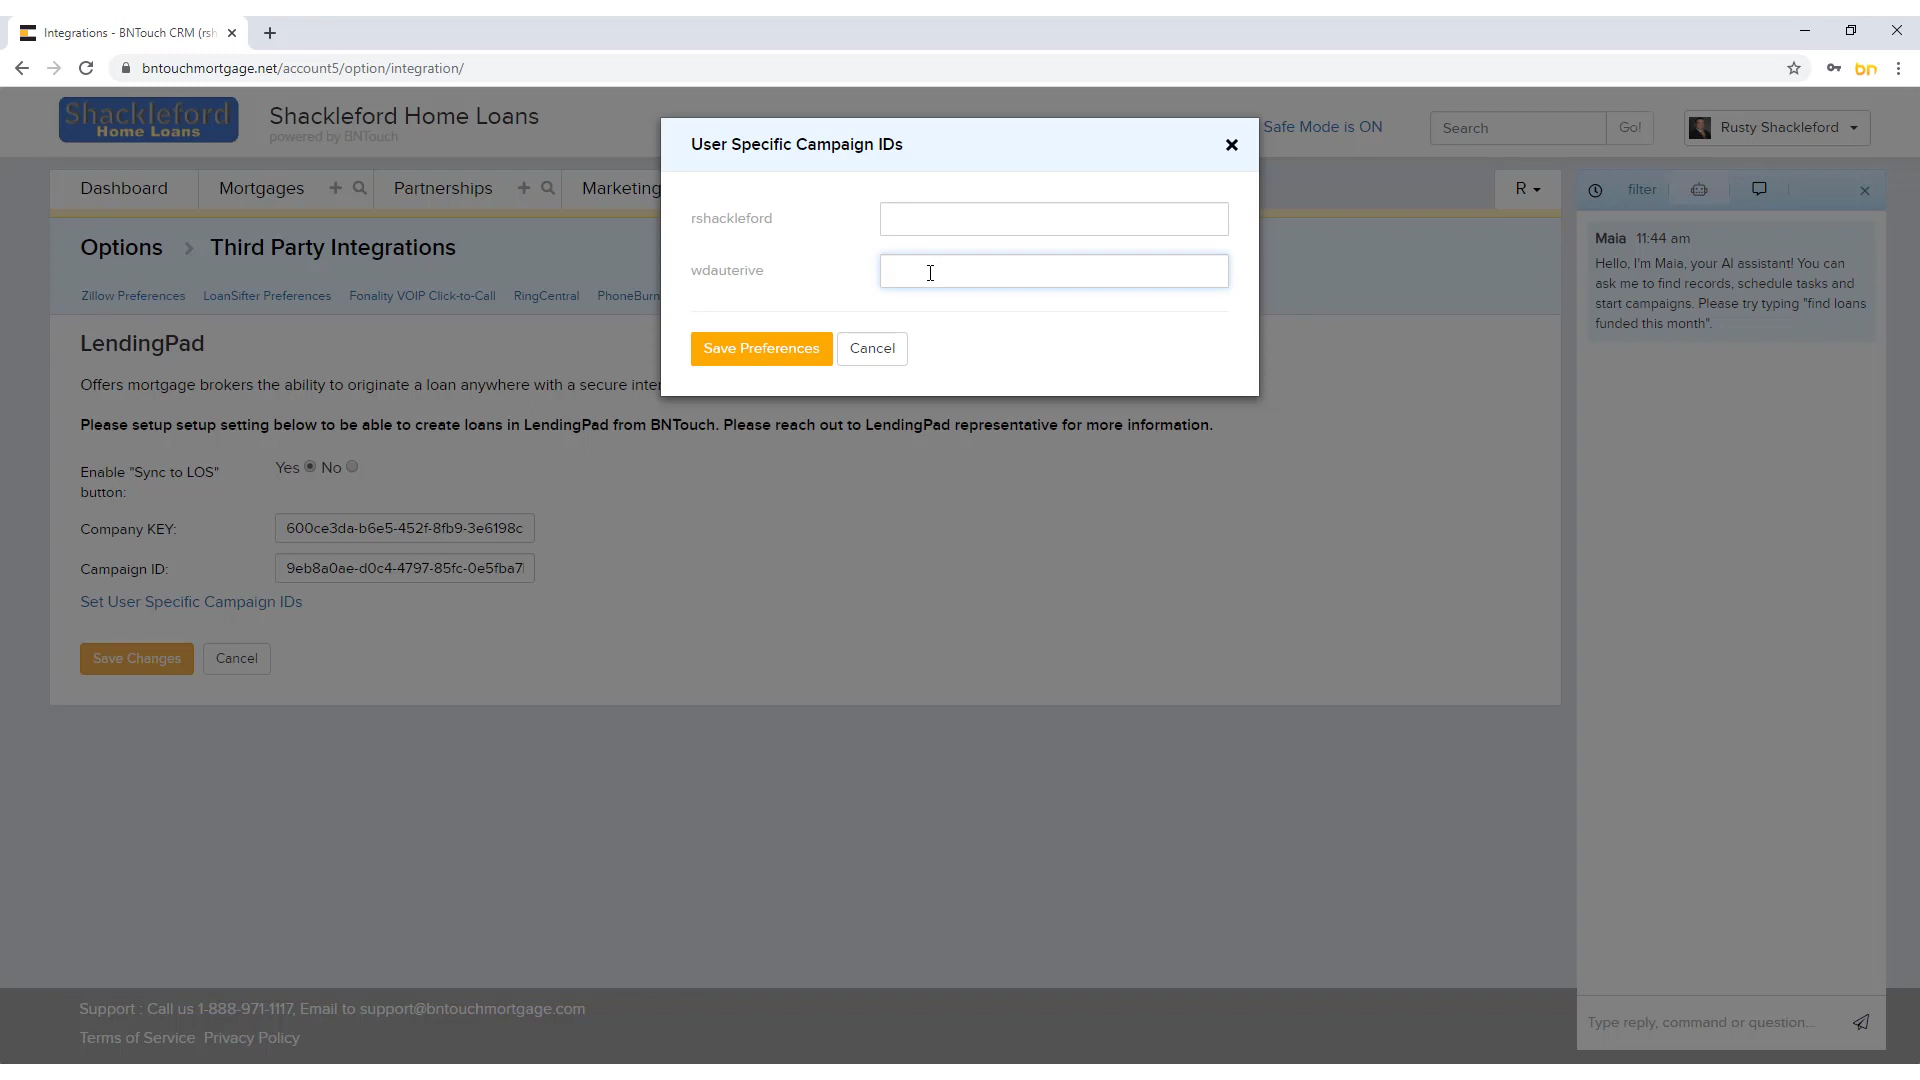 Integrations - BNTouch CRM (rsh
bntouchmortgage.net/account5/option/integration/
bn
Shackleford
Home Loans
Shackleford Home Loans
powered by BNTouch
Safe Mode is ON
Search
Go!
Rusty Shackleford
Dashboard
Mortgages
Partnerships
Marketing
R
Options > Third Party Integrations
Zillow Preferences
LoanSifter Preferences
Fonality VOIP Click-to-Call
RingCentral
PhoneBurn
LendingPad
Offers mortgage brokers the ability to originate a loan anywhere with a secure inter
Please setup setup setting below to be able to create loans in LendingPad from BNTouch. Please reach out to LendingPad representative for more information.
Enable "Sync to LOS" button:
Yes No
Company KEY:
600ce3da-b6e5-452f-8fb9-3e6198c
Campaign ID:
9eb8a0ae-d0c4-4797-85fc-0e5fba7
Set User Specific Campaign IDs
Save Changes
Cancel
User Specific Campaign IDs
rshackleford
wdauterive
Save Preferences
Cancel
filter
Maia 11:44 am
Hello, I'm Maia, your AI assistant! You can
ask me to find records, schedule tasks and
start campaigns. Please try typing "find loans
funded this month".
Type reply, command or question...
Support : Call us 1-888-971-1117, Email to support@bntouchmortgage.com
Terms of Service Privacy Policy